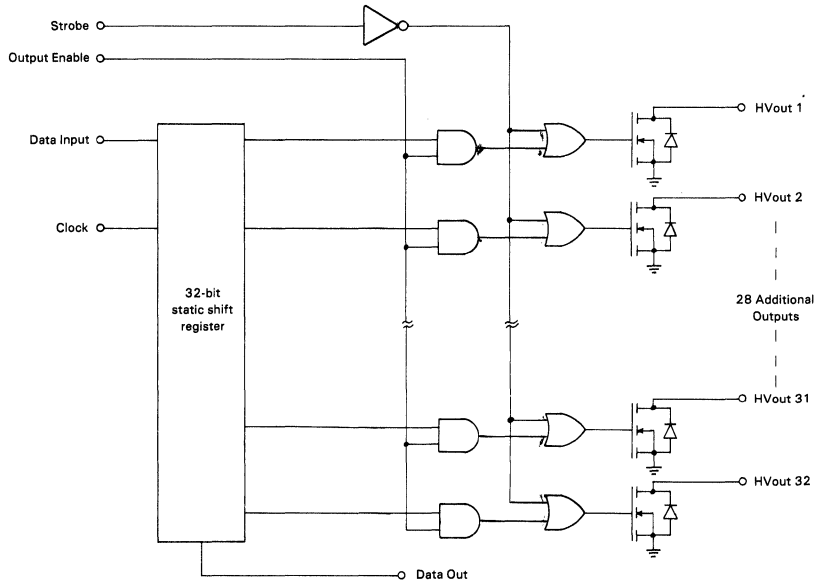 Strobe
Output Enable
HVout 1
Data Input
HVout 2
Clock
32-bit
static shift
register
28 Additional
Outputs
HVout 31
HVout 32
Data Out